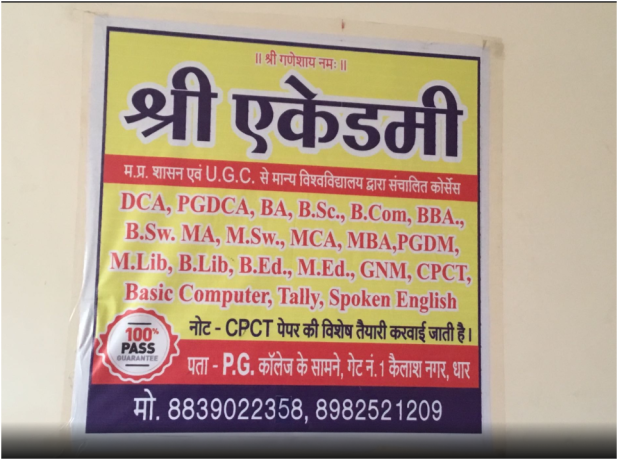 ॥ श्री गणेशाय नमः ॥
श्री एकेडमी
म.प्र. शासन एवं U.G.C. से मान्य विश्वविद्यालय द्वारा संचालित कोर्सेस
DCA, PGDCA, BA, B.Sc., B.Com, BBA.,
B.Sw. MA, M.Sw., MCA, MBA,PGDM,
M.Lib, B.Lib, B.Ed., M.Ed., GNM, CPCT,
Basic Computer, Tally, Spoken English
नोट - CPCT पेपर की विशेष तैयारी करवाई जाती है।
100%
PASS
GUARANTEE
पता - P.G. कॉलेज के सामने, गेट नं.1 कैलाश नगर, धार
मो. 8839022358, 8982521209